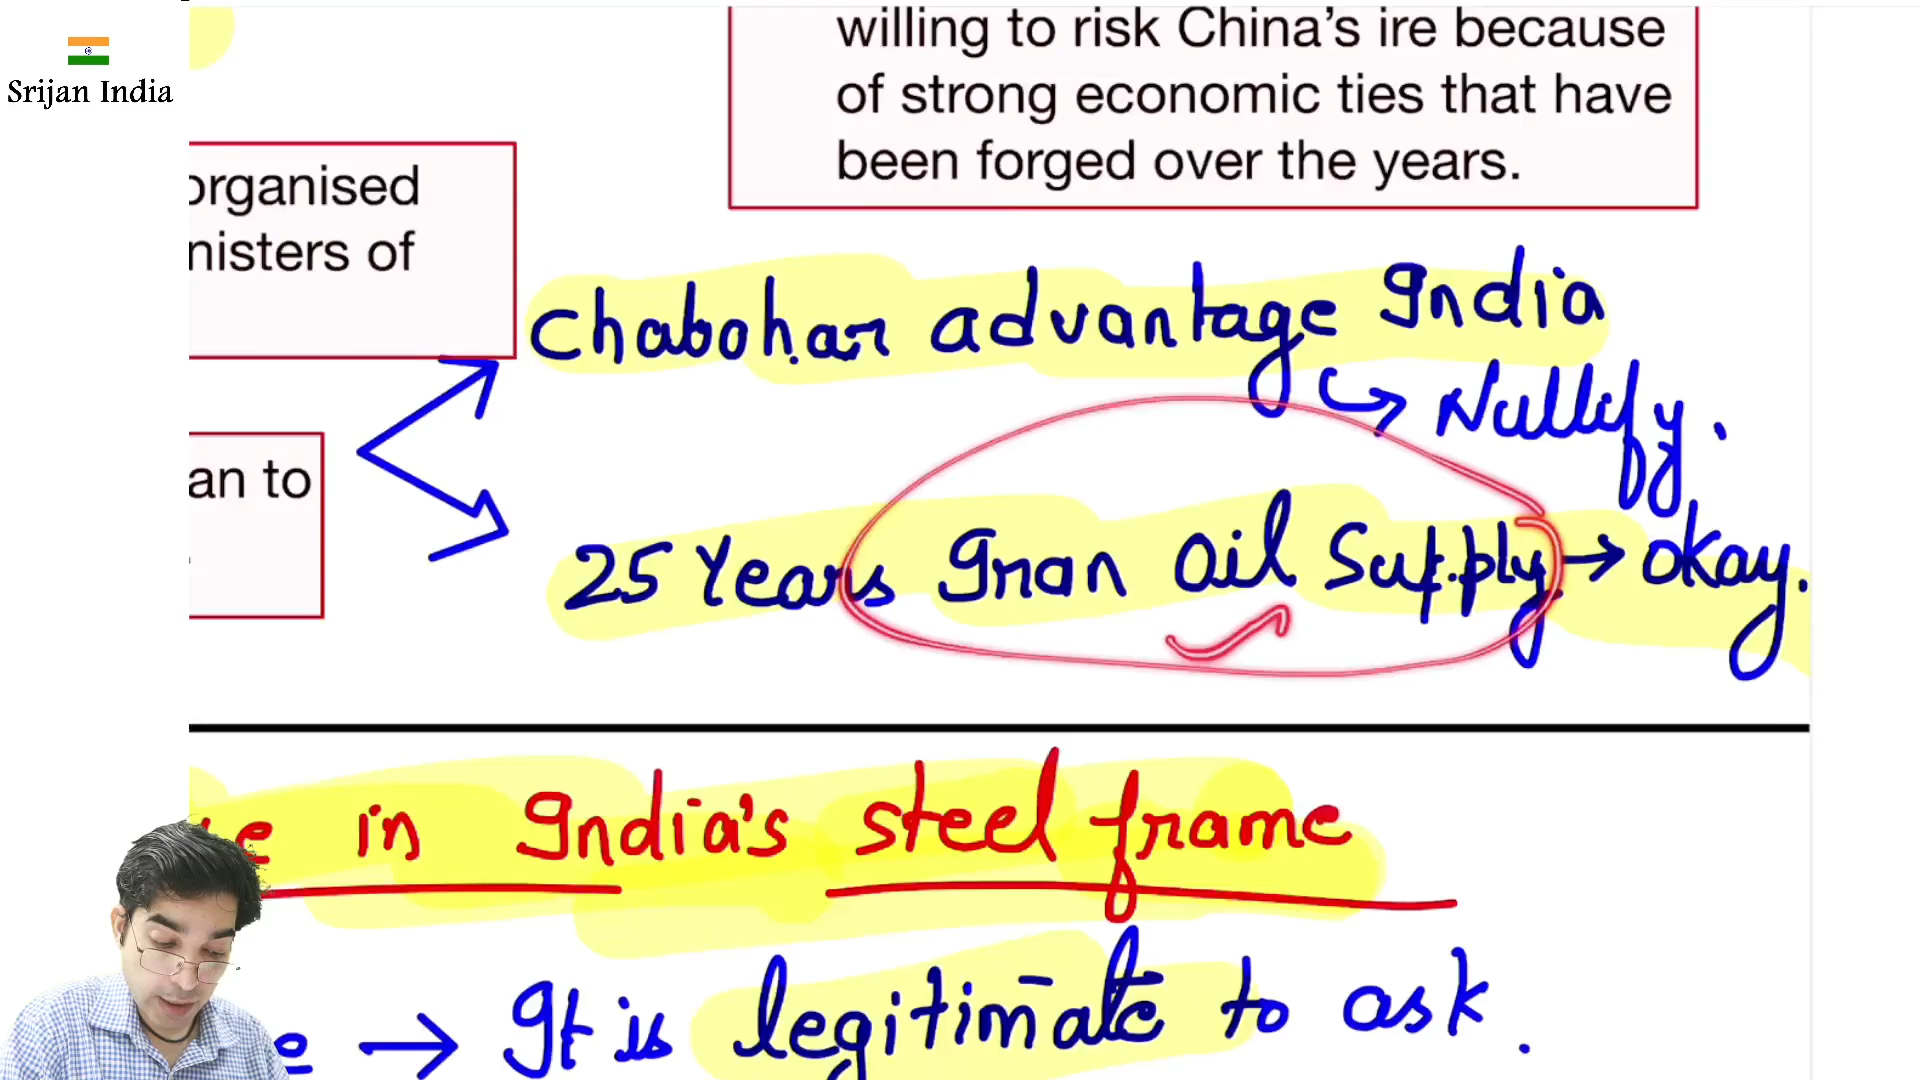 Srijan India
willing to risk China's ire because
of strong economic ties that have
been forged over the years.
organised
nisters of
Chabohar advantage India
Nullify.
an to
25 Years Iran Oil Supply → okay.
e in India's steel frame
e → It is legitimate to ask.